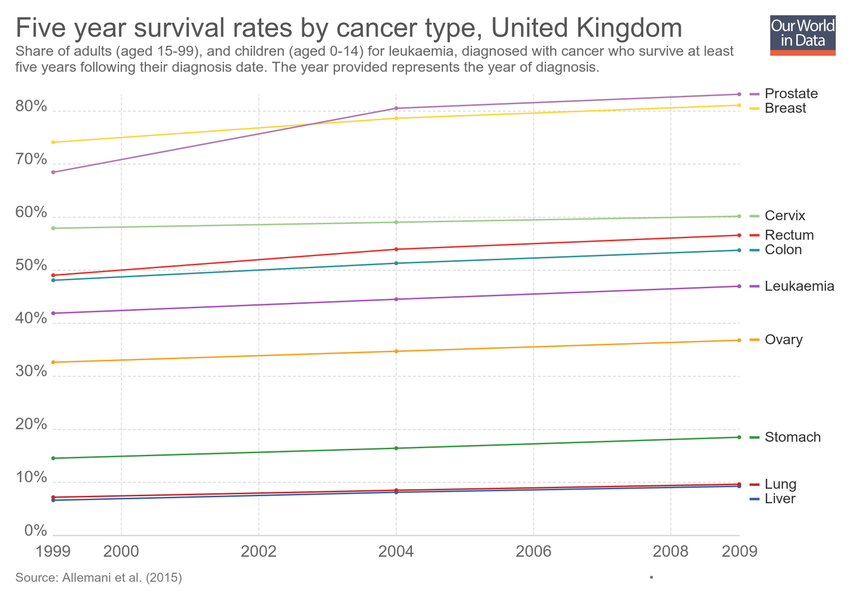 Five year survival rates by cancer type, United Kingdom
Our World
in Data
Share of adults (aged 15-99), and children (aged 0-14) for leukaemia, diagnosed with cancer who survive at least
five years following their diagnosis date. The year provided represents the year of diagnosis.
80%
70%
60%
50%
40%
30%
20%
10%
0%
Prostate
Breast
Cervix
Rectum
Colon
Leukaemia
Ovary
Stomach
Lung
Liver
1999 2000 2002 2004 2006 2008 2009
Source: Allemani et al. (2015)